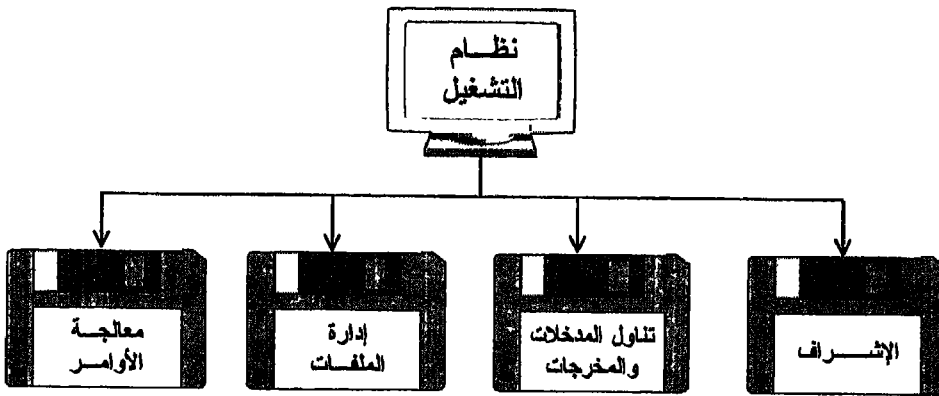 نظام
التشغيل
الإشراف
تناول المدخلات
والمخرجات
إدارة
الملفات
معالجة
الأوامر